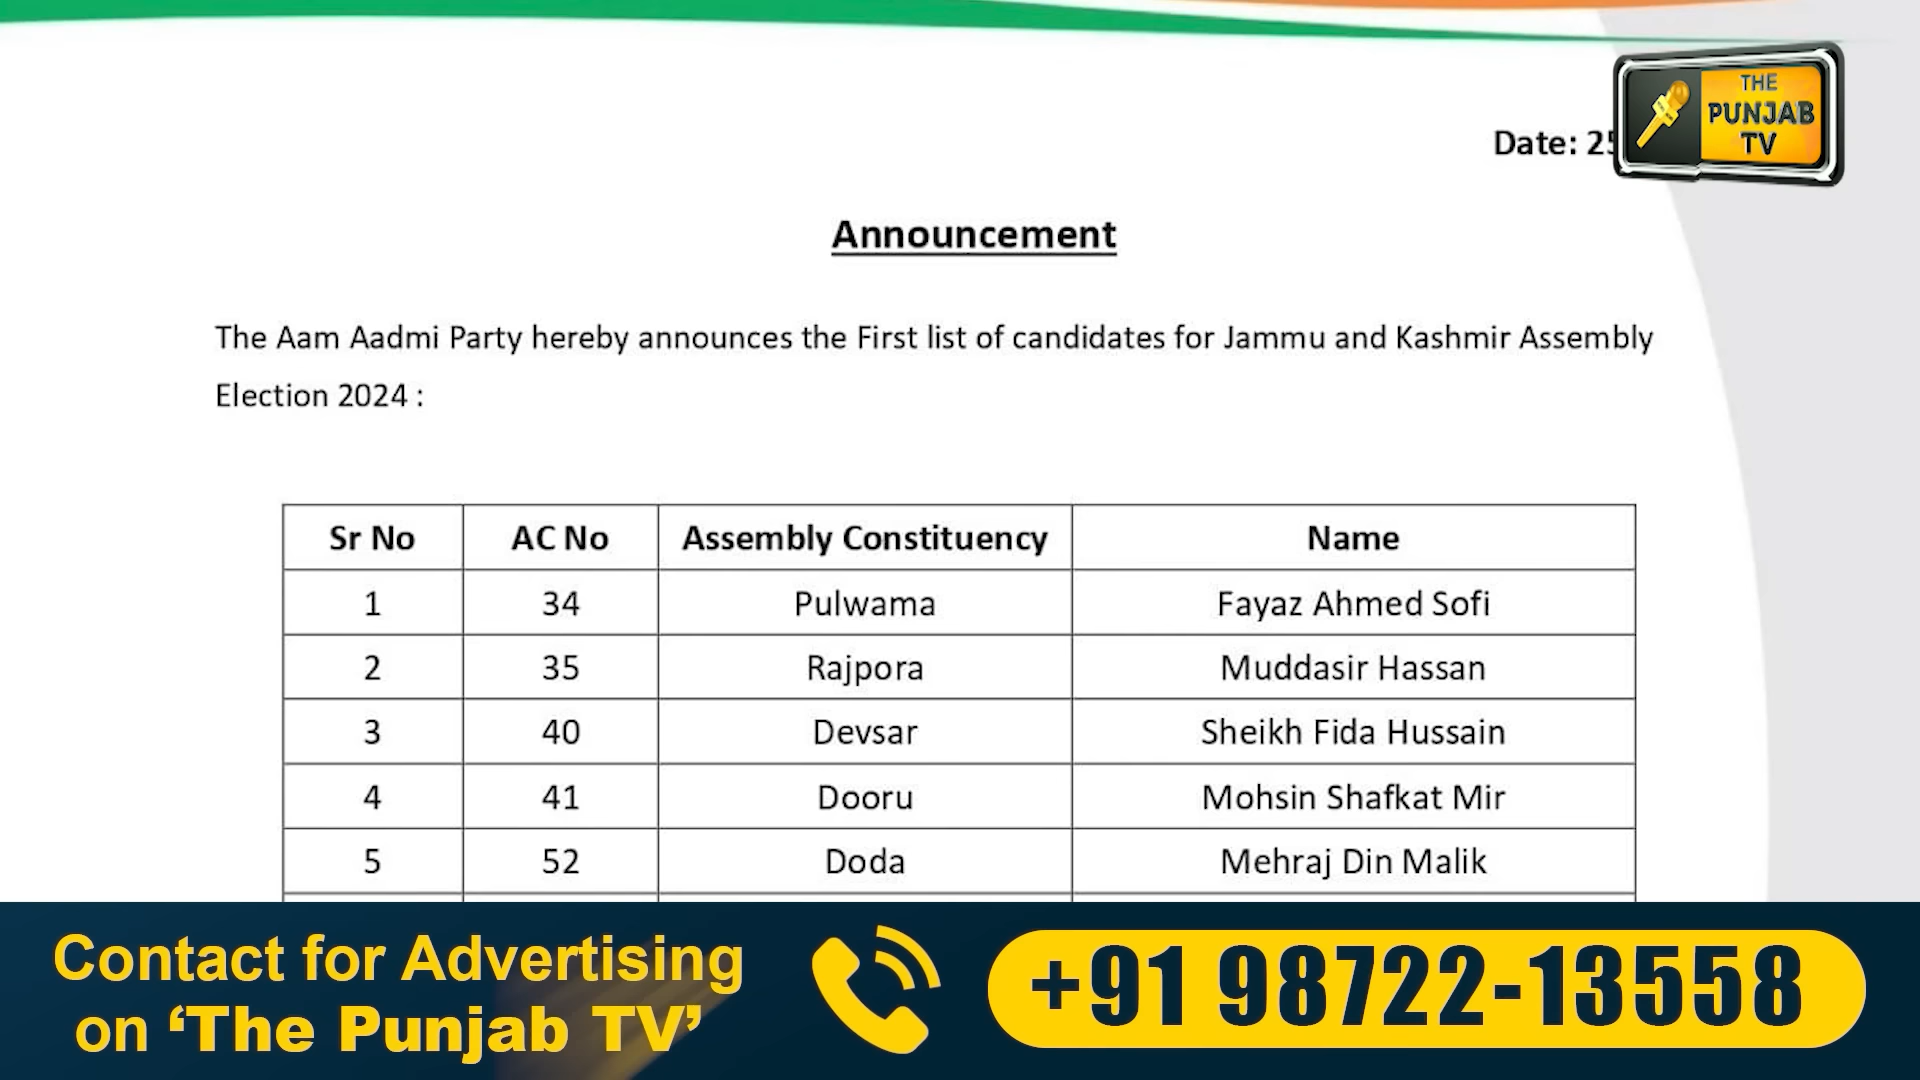 Date: 25
THE
PUNJAB
TV
Announcement
The Aam Aadmi Party hereby announces the First list of candidates for Jammu and Kashmir Assembly
Election 2024 :
Sr No AC No Assembly Constituency Name
1 34 Pulwama Fayaz Ahmed Sofi
2 35 Rajpora Muddasir Hassan
3 40 Devsar Sheikh Fida Hussain
4 41 Dooru Mohsin Shafkat Mir
5 52 Doda Mehraj Din Malik
Contact for Advertising
on ‘The Punjab TV’
+91 98722-13558